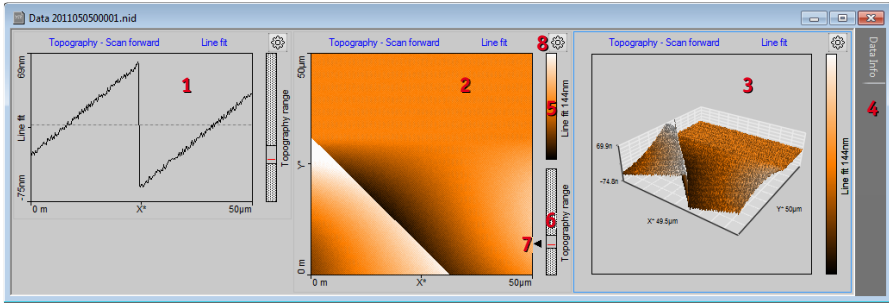 Data 2011050500001.nid
Topography - Scan forward Line fit
69nm
Line fit
-75nm
0 m X* 50µm
Topography range
1
Topography - Scan forward Line fit
8
50µm
Y*
0 m
0 m X* 50µm
2
5
Line fit 144nm
6
Topography range
7
Topography - Scan forward Line fit
3
69.9n
-74.8n
X* 49.5µm
Y* 50µm
Line fit 144nm
Data Info
4